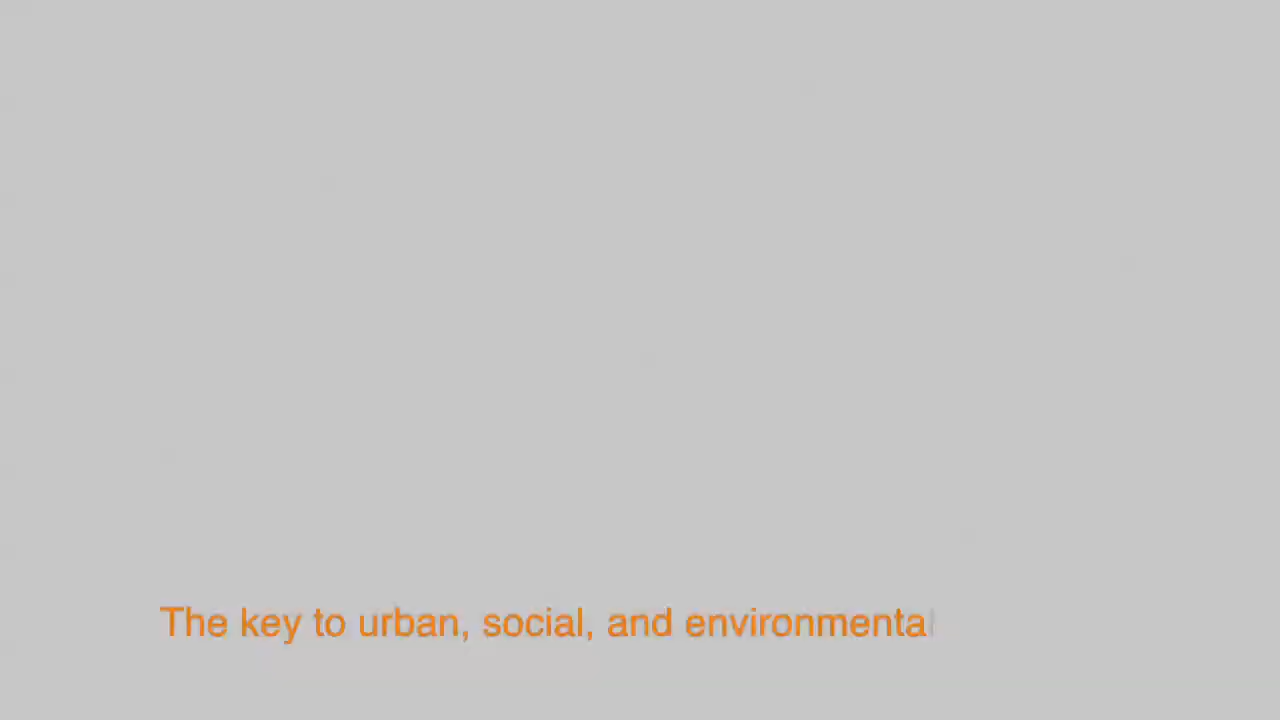 The key to urban, social, and environmental